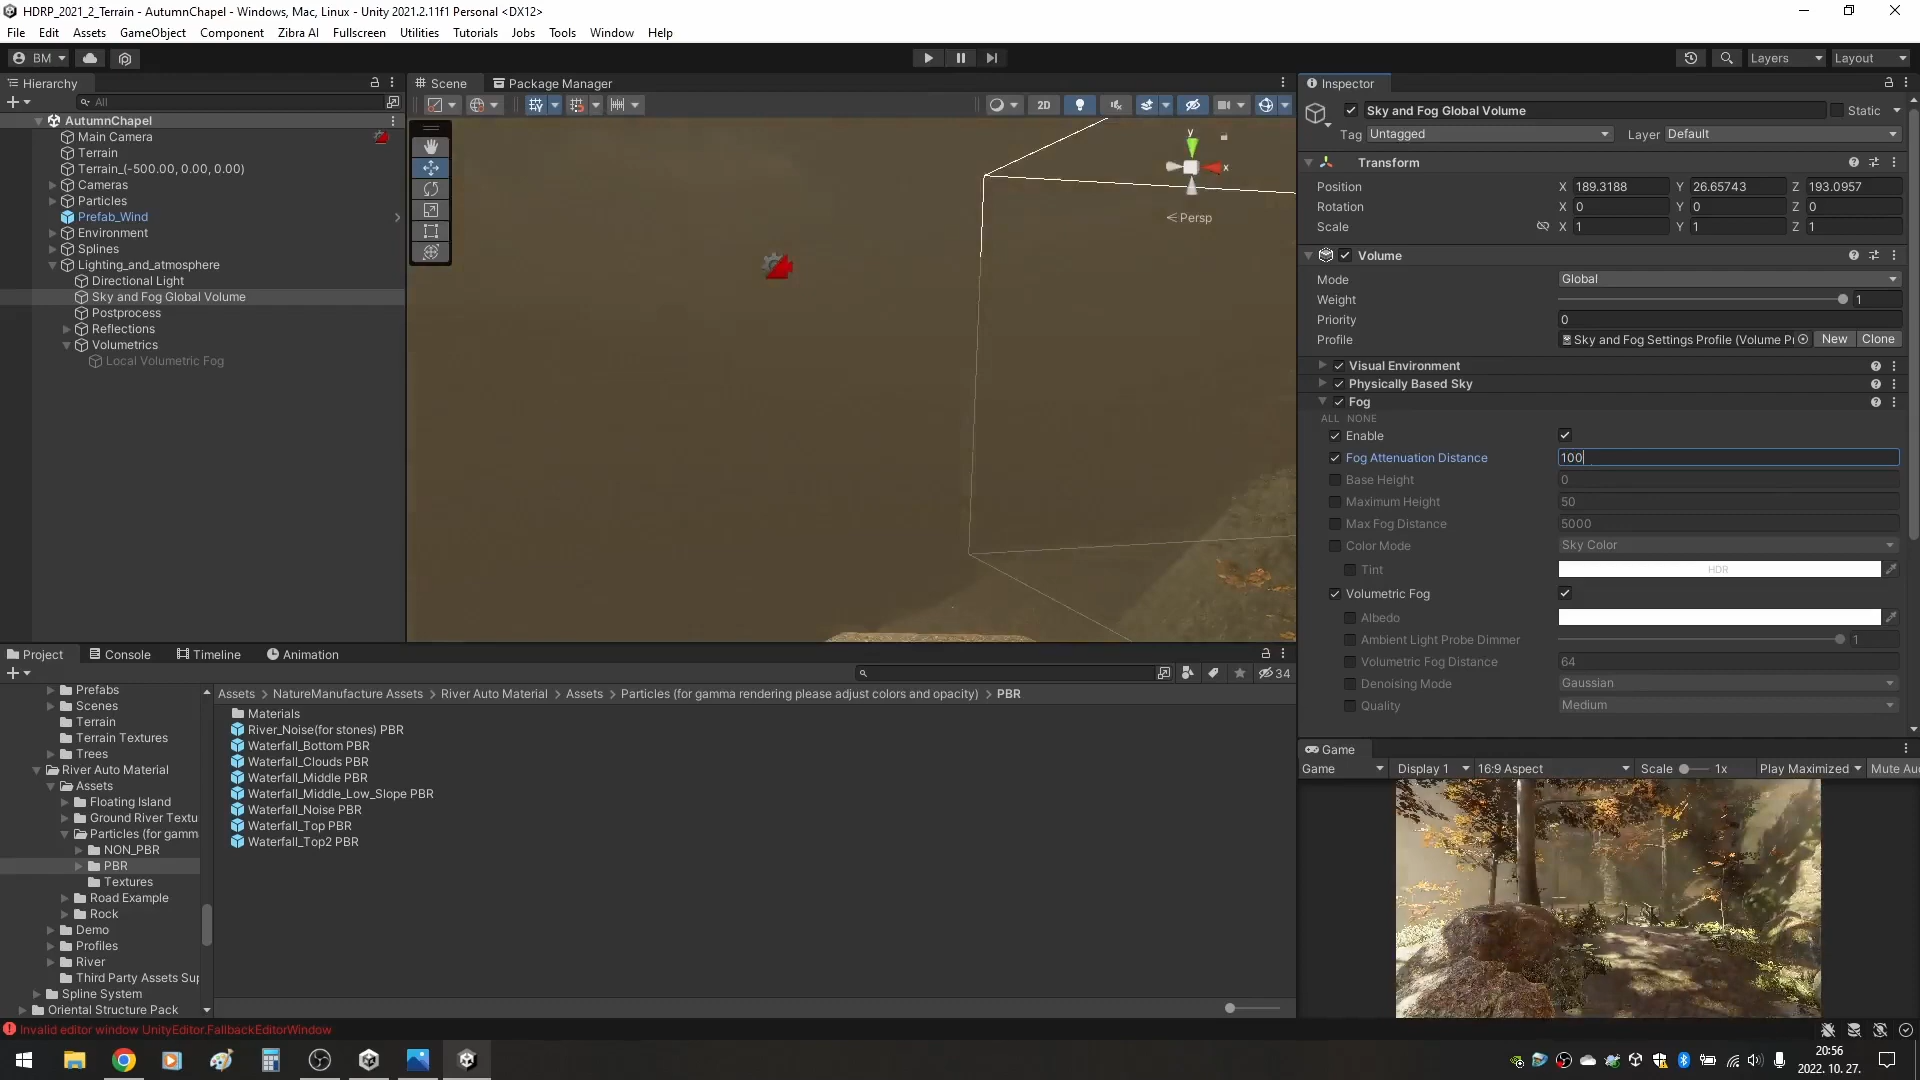 HDRP_2021_2_Terrain - AutumnChapel - Windows, Mac, Linux - Unity 2021.2.11f1 Personal <DX12>
File Edit Assets GameObject Component Zibra AI Fullscreen Utilities Tutorials Jobs Tools Window Help
BM Layers Layout
Hierarchy
All
AutumnChapel
Main Camera
Terrain
Terrain_(-500.00, 0.00, 0.00)
Cameras
Particles
Prefab_Wind
Environment
Splines
Lighting_and_atmosphere
Directional Light
Sky and Fog Global Volume
Postprocess
Reflections
Volumetrics
Local Volumetric Fog
Scene Package Manager
2D
y
x
Persp
Inspector
Sky and Fog Global Volume Static
Tag Untagged Layer Default
Transform
Position X 189.3188 Y 26.65743 Z 193.0957
Rotation X 0 Y 0 Z 0
Scale X 1 Y 1 Z 1
Volume
Mode Global
Weight 1
Priority 0
Profile Sky and Fog Settings Profile (Volume Pr New Clone
Visual Environment
Physically Based Sky
Fog
ALL NONE
Enable
Fog Attenuation Distance 100
Base Height 0
Maximum Height 50
Max Fog Distance 5000
Color Mode Sky Color
Tint HDR
Volumetric Fog
Albedo
Ambient Light Probe Dimmer 1
Volumetric Fog Distance 64
Denoising Mode Gaussian
Quality Medium
Game
Game Display 1 16:9 Aspect Scale 1x Play Maximized Mute Au
Project Console Timeline Animation
34
Prefabs
Scenes
Terrain
Terrain Textures
Trees
River Auto Material
Assets
Floating Island
Ground River Textu
Particles (for gamm
NON_PBR
PBR
Textures
Road Example
Rock
Demo
Profiles
River
Third Party Assets Sup
Spline System
Oriental Structure Pack
Assets > NatureManufacture Assets > River Auto Material > Assets > Particles (for gamma rendering please adjust colors and opacity) > PBR
Materials
River_Noise(for stones) PBR
Waterfall_Bottom PBR
Waterfall_Clouds PBR
Waterfall_Middle PBR
Waterfall_Middle_Low_Slope PBR
Waterfall_Noise PBR
Waterfall_Top PBR
Waterfall_Top2 PBR
Invalid editor window UnityEditor.FallbackEditorWindow
20:56
2022. 10. 27.